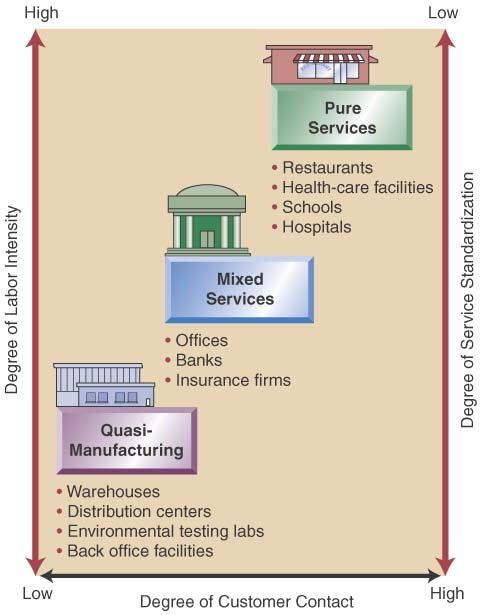 High
Low
Pure
Services
• Restaurants
• Health-care facilities
• Schools
• Hospitals
Degree of Labor Intensity
Degree of Service Standardization
Mixed
Services
• Offices
• Banks
• Insurance firms
Quasi-
Manufacturing
• Warehouses
• Distribution centers
• Environmental testing labs
• Back office facilities
Low
Degree of Customer Contact
High